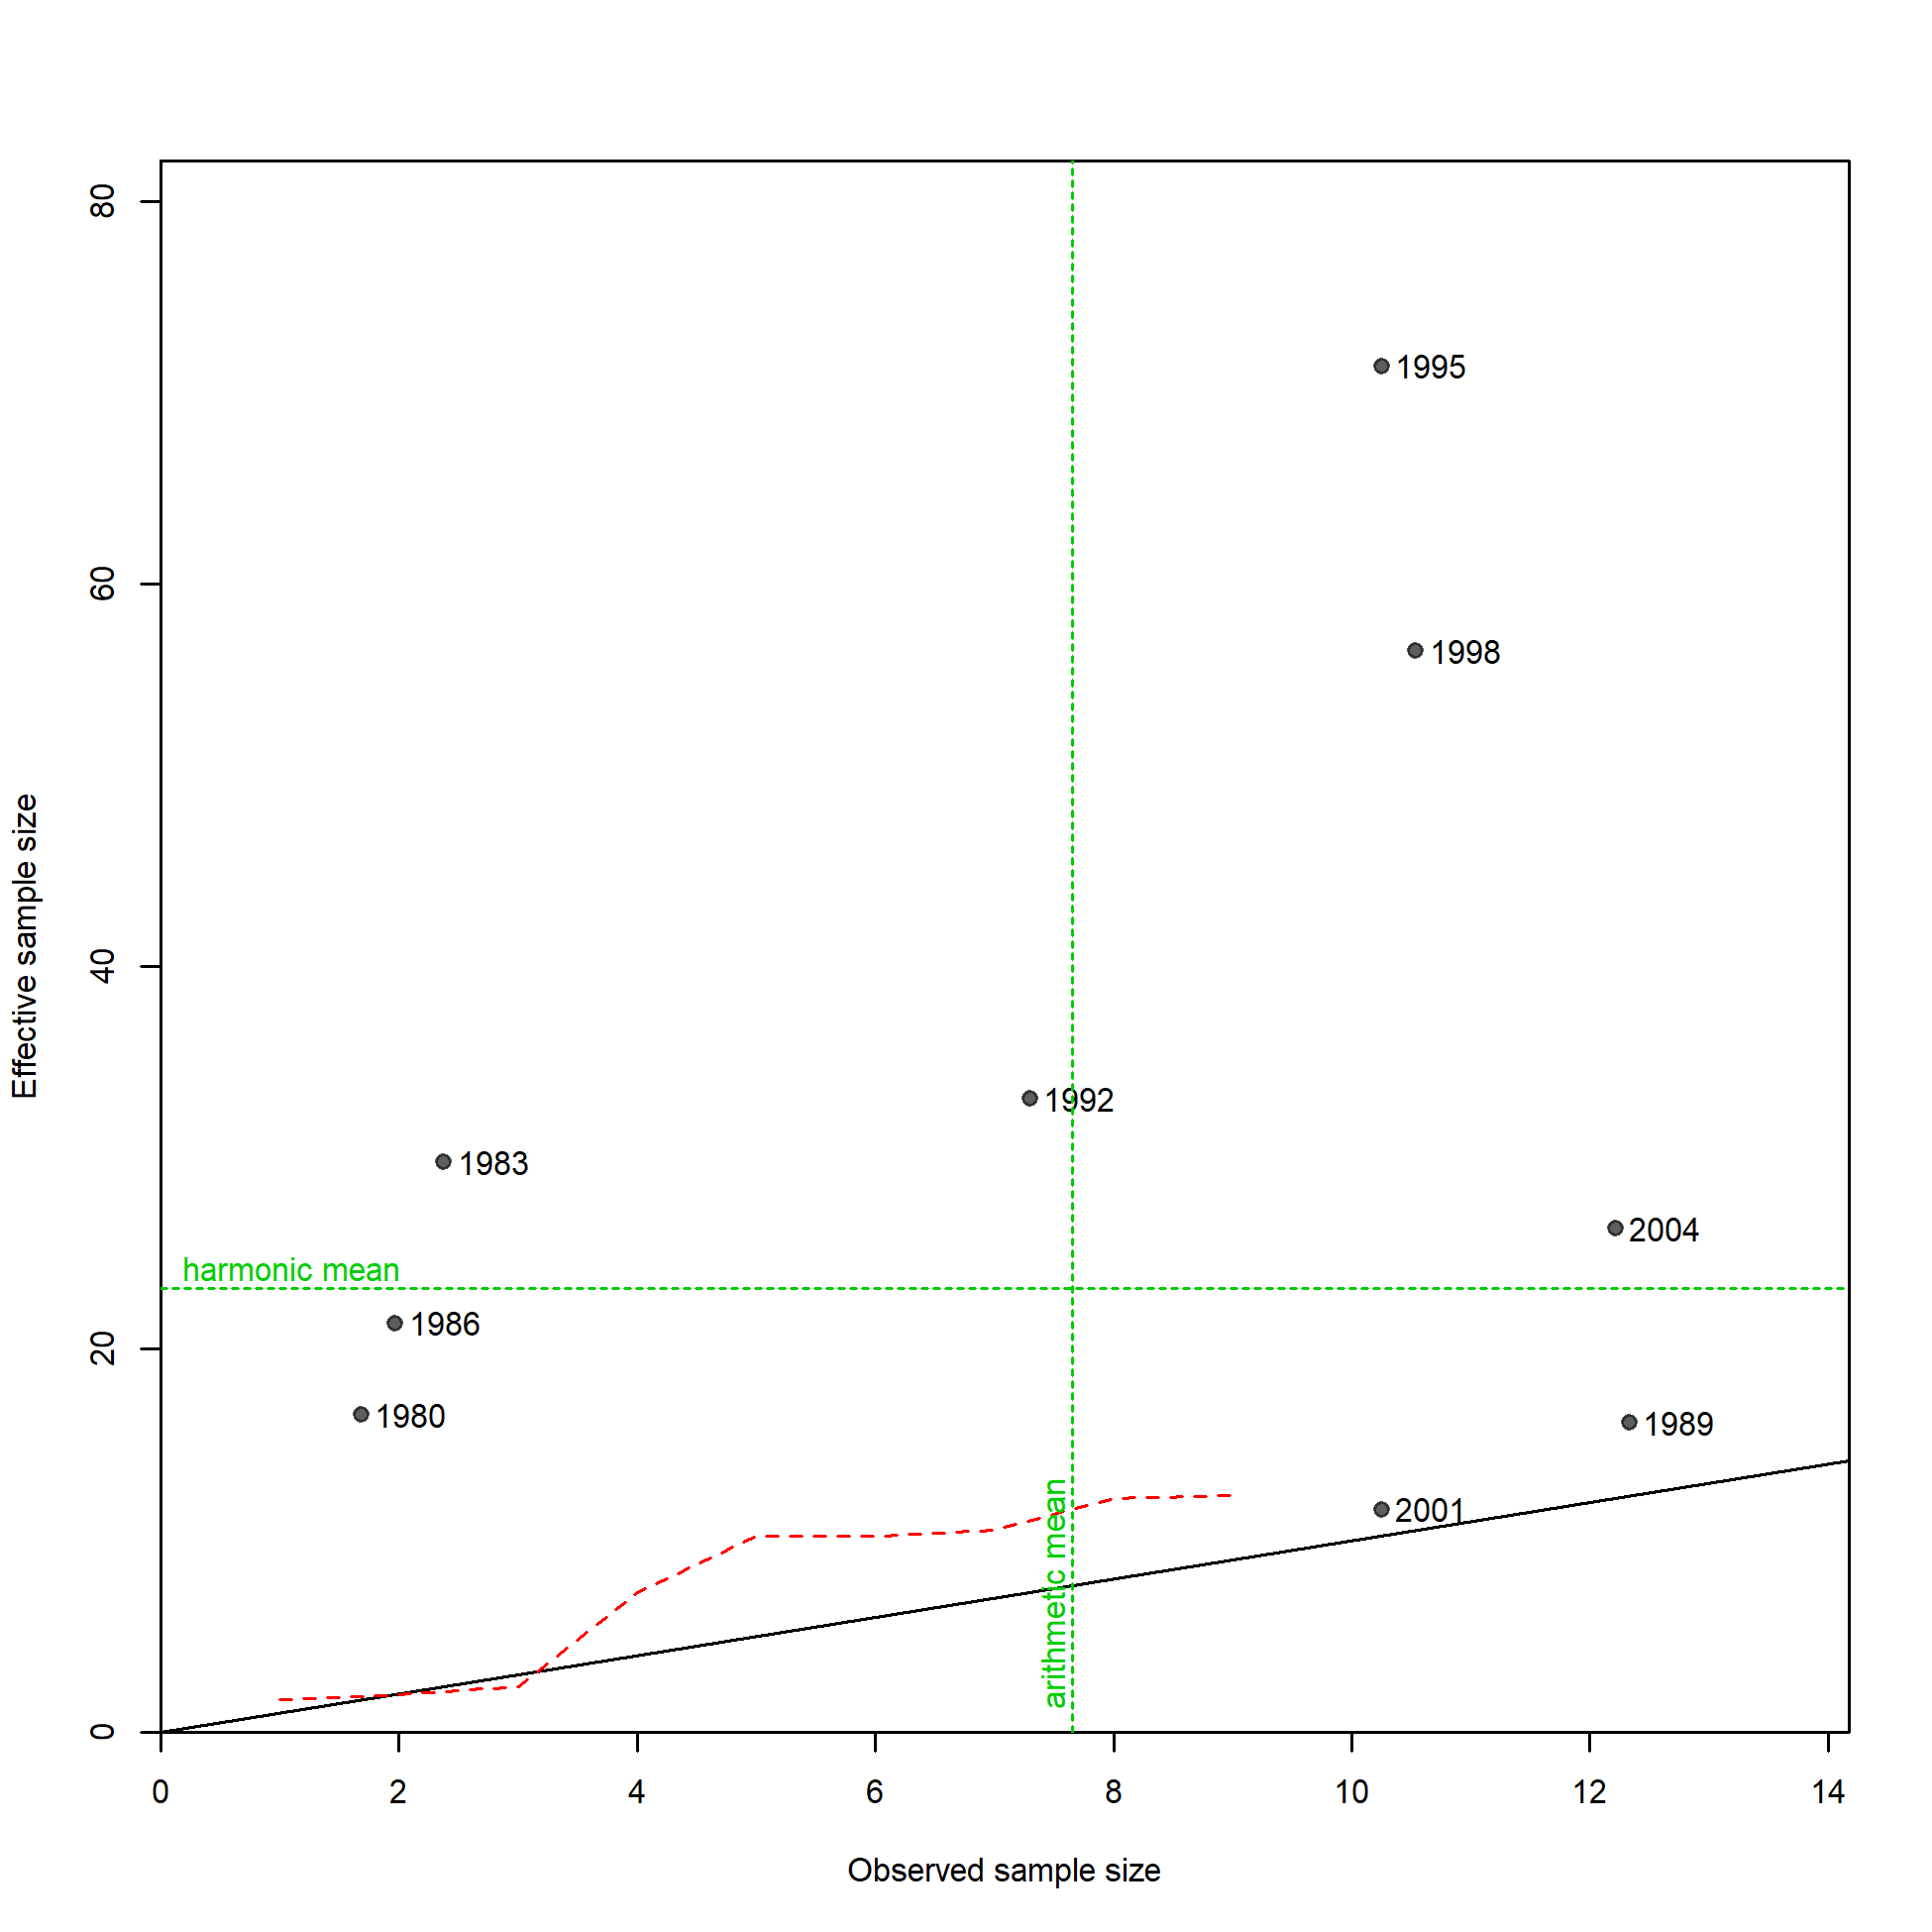 80
60
40
20
0
Effective sample size
1995
1998
1992
1983
2004
harmonic mean
1986
1980
1989
2001
arithmetic mean
0 2 4 6 8 10 12 14
Observed sample size